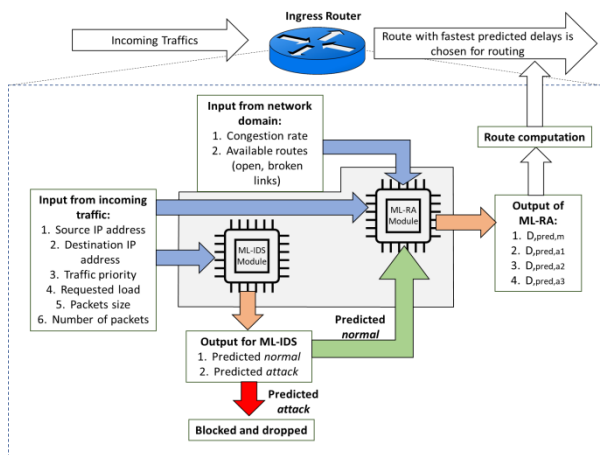 Ingress Router
Incoming Traffics
Route with fastest predicted delays is
chosen for routing
Input from network
domain:
1. Congestion rate
2. Available routes
(open, broken
links)
Route computation
Input from incoming
traffic:
1. Source IP address
2. Destination IP
address
3. Traffic priority
4. Requested load
5. Packets size
6. Number of packets
ML-RA
Module
ML-IDS
Module
Output of
ML-RA:
1. D,pred,m
2. D,pred,a1
3. D,pred,a2
4. D,pred,a3
Predicted
normal
Output for ML-IDS
1. Predicted normal
2. Predicted attack
Predicted
attack
Blocked and dropped